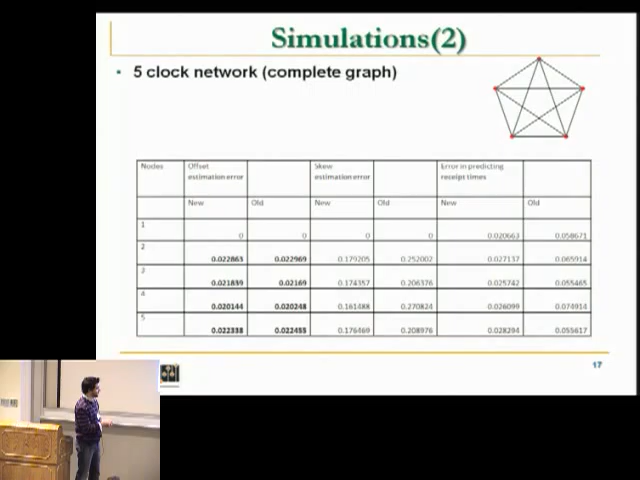 Simulations(2)
• 5 clock network (complete graph)
Nodes Offset estimation error Skew estimation error Error in predicting receipt times
New Old New Old New Old
1 0 0 0 0 0.020663 0.058671
2 0.022863 0.022969 0.179205 0.252002 0.027137 0.065914
3 0.021839 0.02169 0.174357 0.206376 0.025742 0.055465
4 0.020144 0.020248 0.161488 0.270824 0.026099 0.074914
5 0.022338 0.022455 0.176469 0.208976 0.028294 0.055617
17